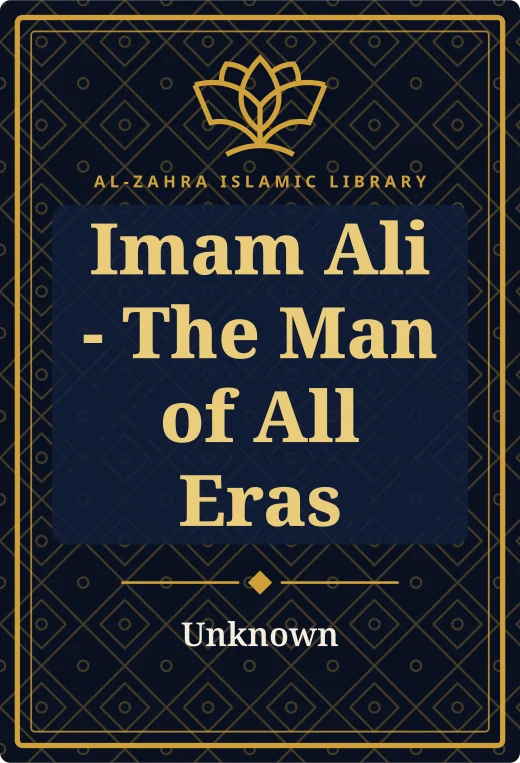 AL-ZAHRA ISLAMIC LIBRARY
Imam Ali
- The Man
of All
Eras
Unknown